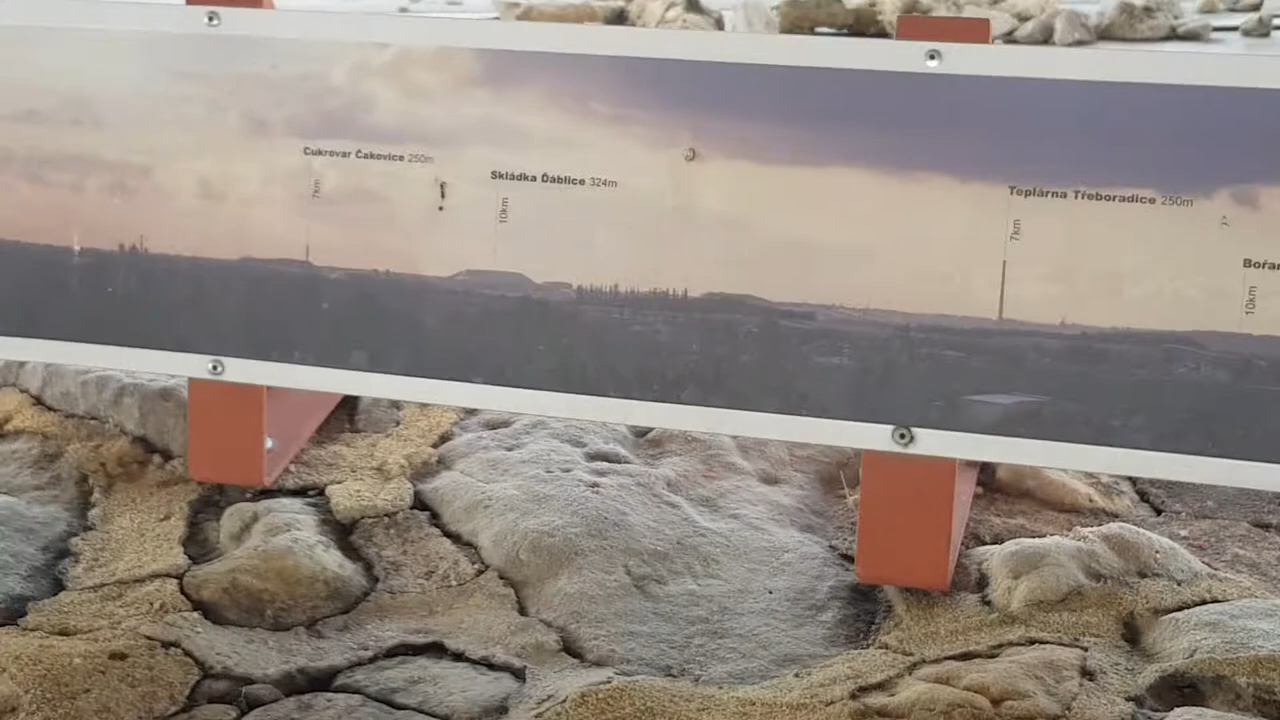 Cukrovar Čakovice 250m
7km
Skládka Ďáblice 324m
10km
Teplárna Třeboradice 250m
7km
10km